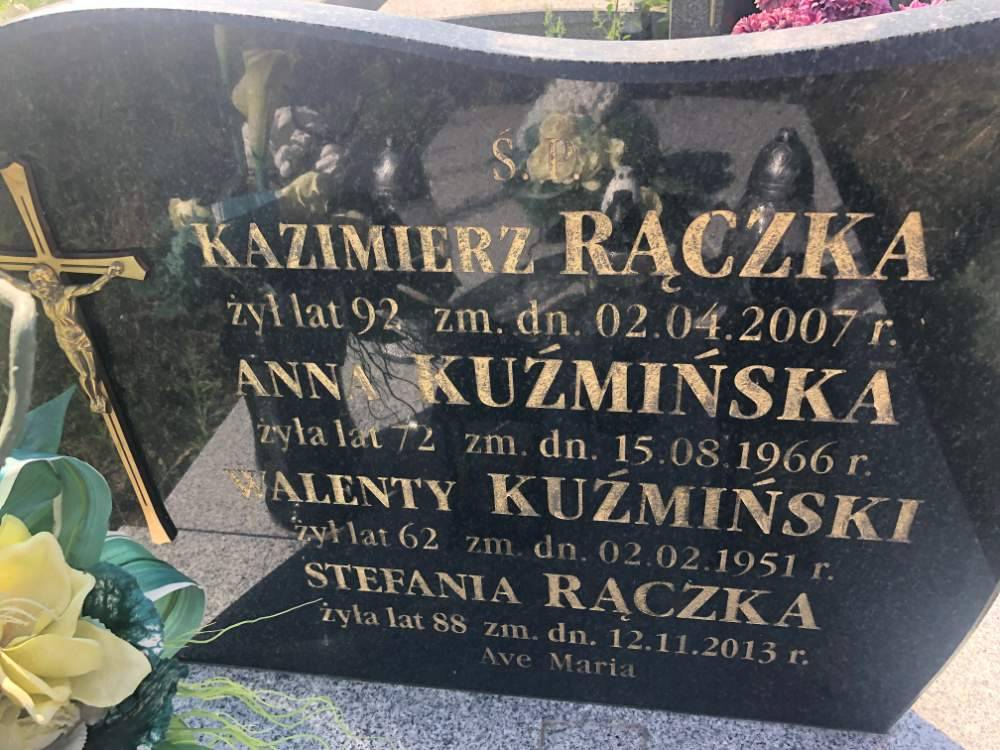 Ś. P.
KAZIMIERZ RĄCZKA
żył lat 92 zm. dn. 02.04.2007 r.
ANNA KUŹMIŃSKA
żyła lat 72 zm. dn. 15.08.1966 r.
WALENTY KUŹMIŃSKI
żył lat 62 zm. dn. 02.02.1951 r.
STEFANIA RĄCZKA
żyła lat 88 zm. dn. 12.11.2013 r.
Ave Maria